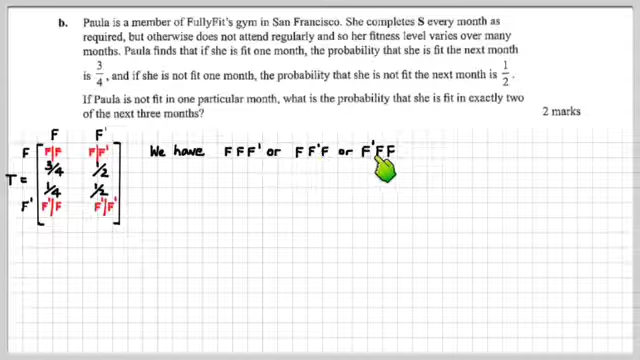 b. Paula is a member of FullyFit's gym in San Francisco. She completes S every month as
required, but otherwise does not attend regularly and so her fitness level varies over many
months. Paula finds that if she is fit one month, the probability that she is fit the next month
is 3/4, and if she is not fit one month, the probability that she is not fit the next month is 1/2.
If Paula is not fit in one particular month, what is the probability that she is fit in exactly two
of the next three months? 2 marks
F F'
F F|F F|F' We have F F F' or F F'F or F'FF
3/4 1/2
T =
1/4 1/2
F' F'|F F'|F'